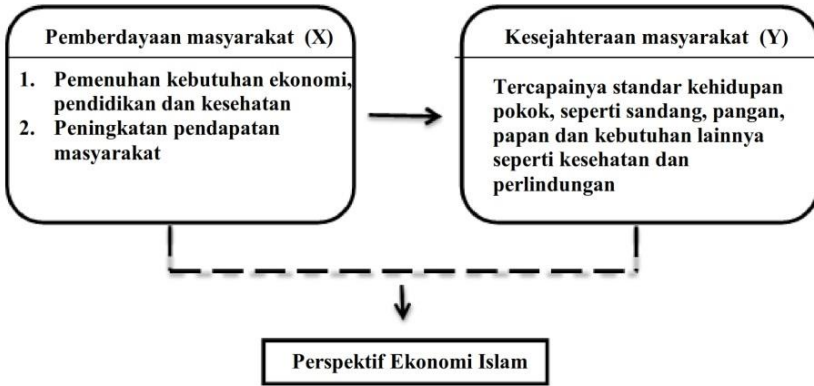 Pemberdayaan masyarakat (X)
1. Pemenuhan kebutuhan ekonomi,
pendidikan dan kesehatan
2. Peningkatan pendapatan
masyarakat
Kesejahteraan masyarakat (Y)
Tercapainya standar kehidupan
pokok, seperti sandang, pangan,
papan dan kebutuhan lainnya
seperti kesehatan dan
perlindungan
Perspektif Ekonomi Islam